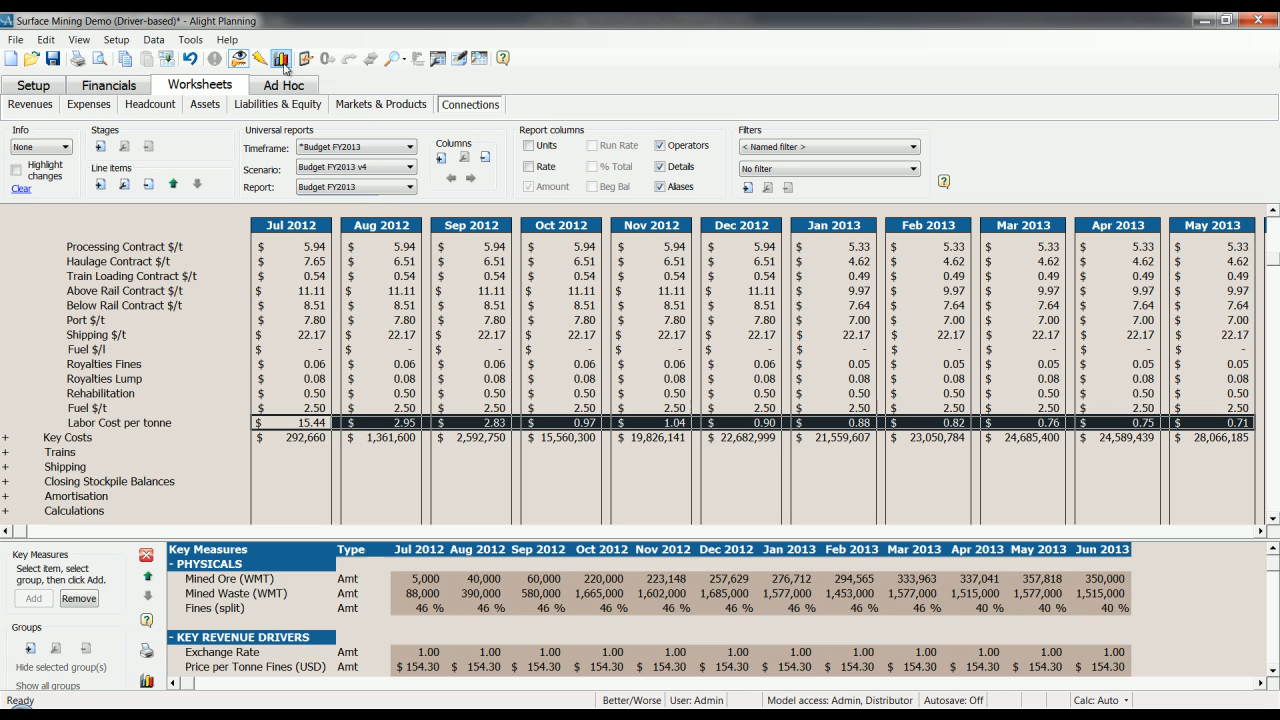 Surface Mining Demo (Driver-based)* - Alight Planning
File Edit View Setup Data Tools Help
Setup Financials Worksheets Ad Hoc
Revenues Expenses Headcount Assets Liabilities & Equity Markets & Products Connections
Info Stages Universal reports Columns Report columns Filters
None Timeframe: *Budget FY2013 Units Run Rate Operators < Named filter >
Highlight changes Line items Scenario: Budget FY2013 v4 Rate % Total Details No filter
Clear Report: Budget FY2013 Amount Beg Bal Aliases
Jul 2012 Aug 2012 Sep 2012 Oct 2012 Nov 2012 Dec 2012 Jan 2013 Feb 2013 Mar 2013 Apr 2013 May 2013
Processing Contract $/t $ 5.94 $ 5.94 $ 5.94 $ 5.94 $ 5.94 $ 5.94 $ 5.33 $ 5.33 $ 5.33 $ 5.33 $ 5.33
Haulage Contract $/t $ 7.65 $ 6.51 $ 6.51 $ 6.51 $ 6.51 $ 6.51 $ 4.62 $ 4.62 $ 4.62 $ 4.62 $ 4.62
Train Loading Contract $/t $ 0.54 $ 0.54 $ 0.54 $ 0.54 $ 0.54 $ 0.54 $ 0.49 $ 0.49 $ 0.49 $ 0.49 $ 0.49
Above Rail Contract $/t $ 11.11 $ 11.11 $ 11.11 $ 11.11 $ 11.11 $ 11.11 $ 9.97 $ 9.97 $ 9.97 $ 9.97 $ 9.97
Below Rail Contract $/t $ 8.51 $ 8.51 $ 8.51 $ 8.51 $ 8.51 $ 8.51 $ 7.64 $ 7.64 $ 7.64 $ 7.64 $ 7.64
Port $/t $ 7.80 $ 7.80 $ 7.80 $ 7.80 $ 7.80 $ 7.80 $ 7.00 $ 7.00 $ 7.00 $ 7.00 $ 7.00
Shipping $/t $ 22.17 $ 22.17 $ 22.17 $ 22.17 $ 22.17 $ 22.17 $ 22.17 $ 22.17 $ 22.17 $ 22.17 $ 22.17
Fuel $/l $ - $ - $ - $ - $ - $ - $ - $ - $ - $ - $ -
Royalties Fines $ 0.06 $ 0.06 $ 0.06 $ 0.06 $ 0.06 $ 0.06 $ 0.05 $ 0.05 $ 0.05 $ 0.05 $ 0.05
Royalties Lump $ 0.08 $ 0.08 $ 0.08 $ 0.08 $ 0.08 $ 0.08 $ 0.08 $ 0.08 $ 0.08 $ 0.08 $ 0.08
Rehabilitation $ 0.50 $ 0.50 $ 0.50 $ 0.50 $ 0.50 $ 0.50 $ 0.50 $ 0.50 $ 0.50 $ 0.50 $ 0.50
Fuel $/t $ 2.50 $ 2.50 $ 2.50 $ 2.50 $ 2.50 $ 2.50 $ 2.50 $ 2.50 $ 2.50 $ 2.50 $ 2.50
Labor Cost per tonne $ 15.44 $ 2.95 $ 2.83 $ 0.97 $ 1.04 $ 0.90 $ 0.88 $ 0.82 $ 0.76 $ 0.75 $ 0.71
+ Key Costs $ 292,660 $ 1,361,600 $ 2,592,750 $ 15,560,300 $ 19,826,141 $ 22,682,999 $ 21,559,607 $ 23,050,784 $ 24,685,400 $ 24,589,439 $ 28,066,185
+ Trains
+ Shipping
+ Closing Stockpile Balances
+ Amortisation
+ Calculations
Key Measures
Select item, select group, then click Add.
Add Remove
Groups
Hide selected group(s)
Show all groups
Key Measures Type Jul 2012 Aug 2012 Sep 2012 Oct 2012 Nov 2012 Dec 2012 Jan 2013 Feb 2013 Mar 2013 Apr 2013 May 2013 Jun 2013
- PHYSICALS
Mined Ore (WMT) Amt 5,000 40,000 60,000 220,000 223,148 257,629 276,712 294,565 333,963 337,041 357,818 350,000
Mined Waste (WMT) Amt 88,000 390,000 580,000 1,665,000 1,602,000 1,685,000 1,577,000 1,453,000 1,577,000 1,515,000 1,577,000 1,515,000
Fines (split) Amt 46 % 46 % 46 % 46 % 46 % 46 % 46 % 46 % 46 % 40 % 40 % 40 %
- KEY REVENUE DRIVERS
Exchange Rate Amt 1.00 1.00 1.00 1.00 1.00 1.00 1.00 1.00 1.00 1.00 1.00 1.00
Price per Tonne Fines (USD) Amt $ 154.30 $ 154.30 $ 154.30 $ 154.30 $ 154.30 $ 154.30 $ 154.30 $ 154.30 $ 154.30 $ 154.30 $ 154.30 $ 154.30
Ready Better/Worse User: Admin Model access: Admin, Distributor Autosave: Off Calc: Auto